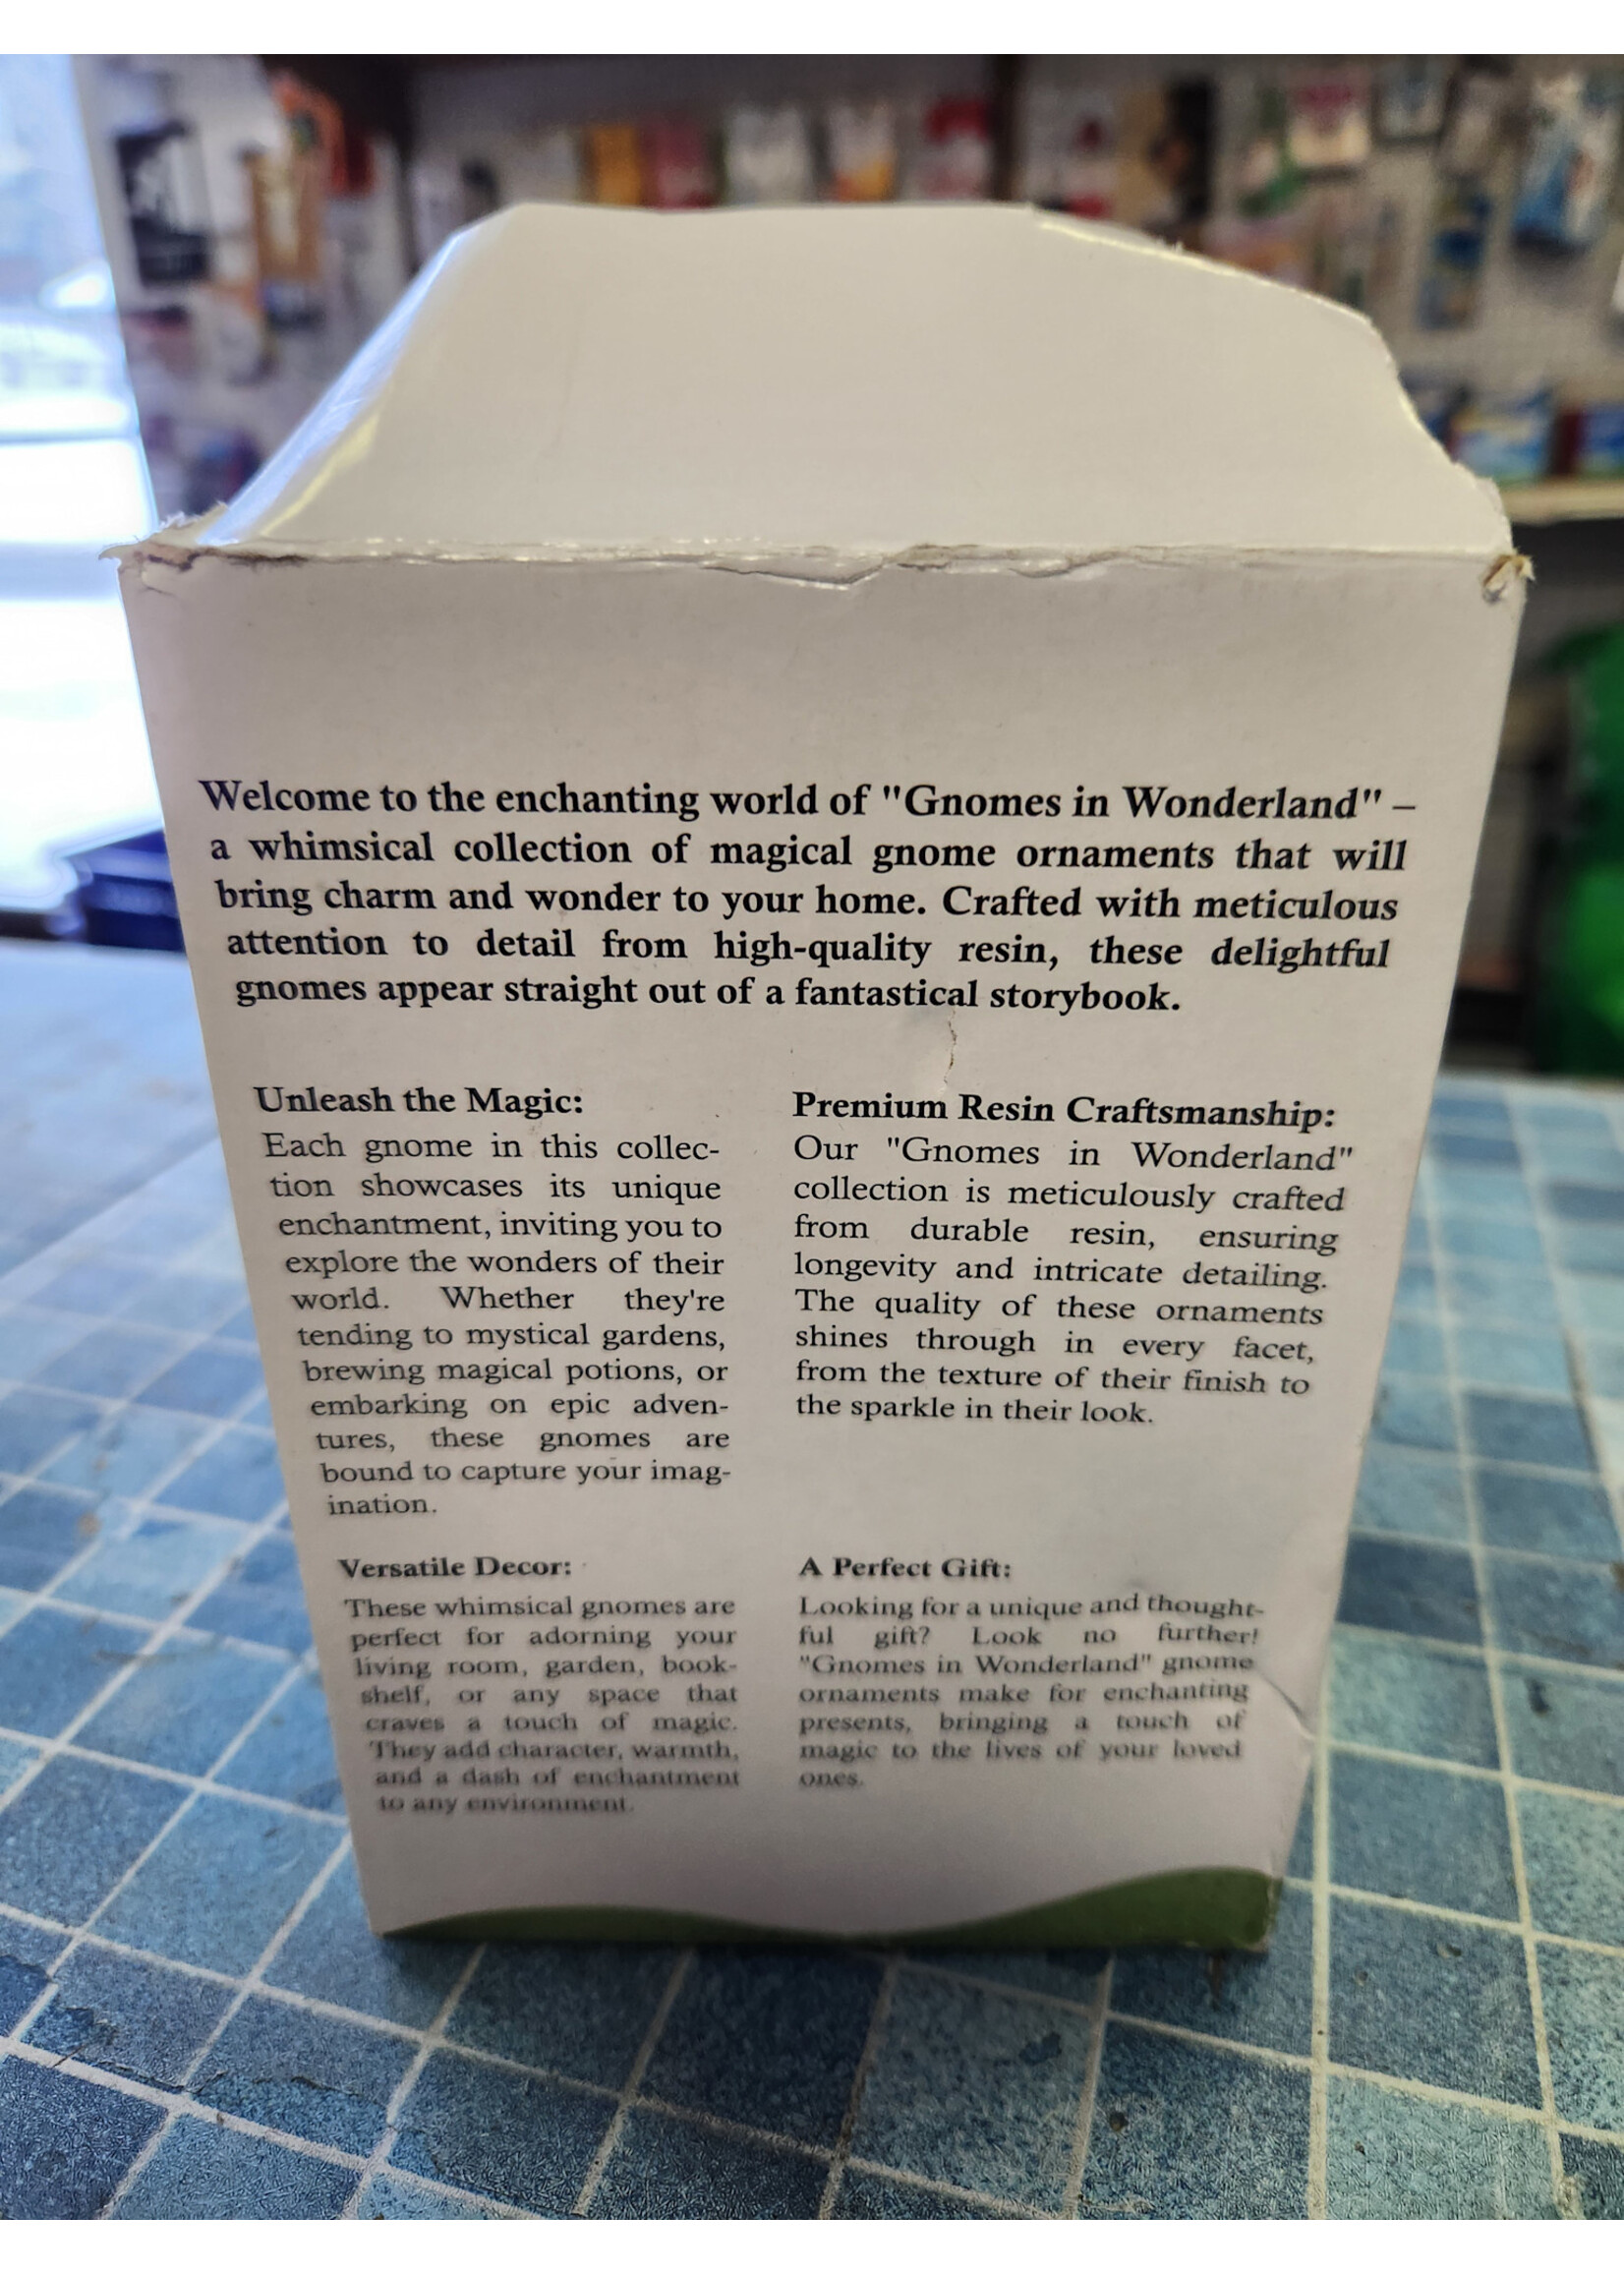 Welcome to the enchanting world of "Gnomes in Wonderland" –
a whimsical collection of magical gnome ornaments that will
bring charm and wonder to your home. Crafted with meticulous
attention to detail from high-quality resin, these delightful
gnomes appear straight out of a fantastical storybook.
Unleash the Magic:
Each gnome in this collec-
tion showcases its unique
enchantment, inviting you to
explore the wonders of their
world. Whether they're
tending to mystical gardens,
brewing magical potions, or
embarking on epic adven-
tures, these gnomes are
bound to capture your imag-
ination.
Premium Resin Craftsmanship:
Our "Gnomes in Wonderland"
collection is meticulously crafted
from durable resin, ensuring
longevity and intricate detailing.
The quality of these ornaments
shines through in every facet,
from the texture of their finish to
the sparkle in their look.
Versatile Decor:
These whimsical gnomes are
perfect for adorning your
living room, garden, book-
shelf, or any space that
craves a touch of magic.
They add character, warmth,
and a dash of enchantment
to any environment.
A Perfect Gift:
Looking for a unique and thought-
ful gift? Look no further!
"Gnomes in Wonderland" gnome
ornaments make for enchanting
presents, bringing a touch of
magic to the lives of your loved
ones.